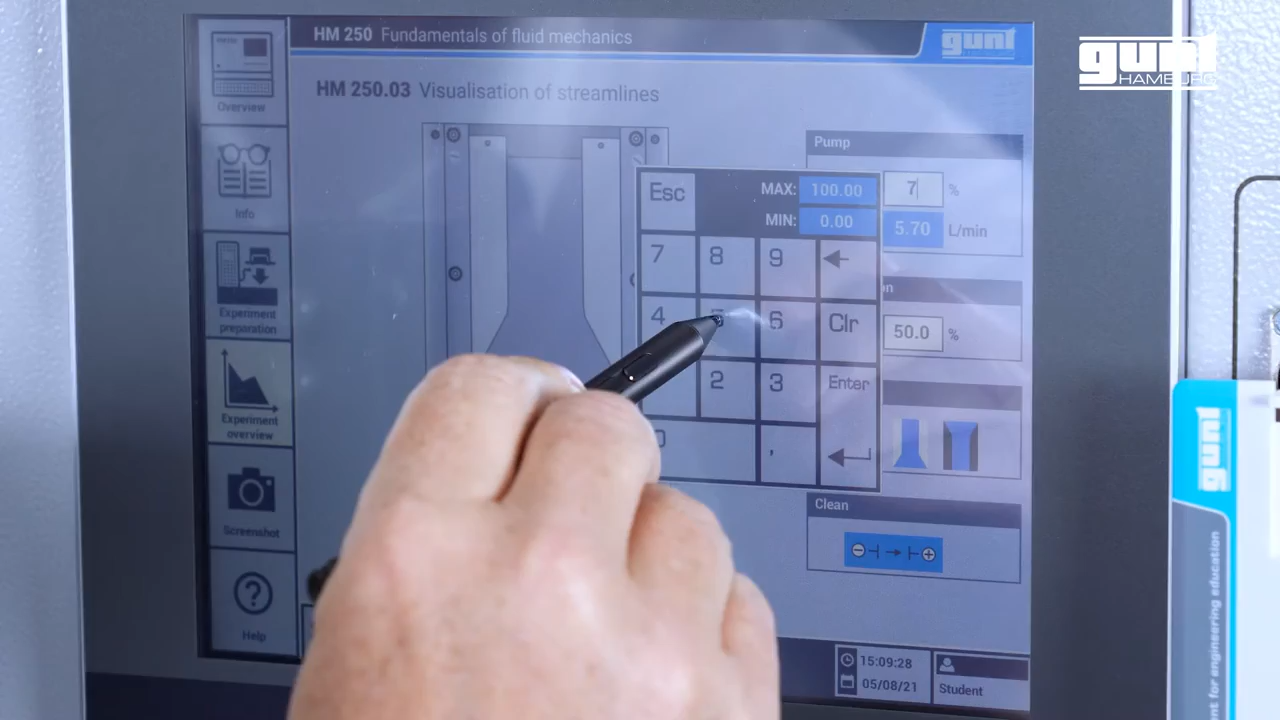 HM 250 Fundamentals of fluid mechanics
gunt
gunt
HAMBURG
HM 250.03 Visualisation of streamlines
Overview
Info
Experiment
preparation
Experiment
overview
Screenshot
Help
Pump
7 %
5.70 L/min
Esc
MAX: 100.00
MIN: 0.00
7 8 9
4 6 Clr
2 3 Enter
0 ,
50.0 %
Clean
15:09:28
05/08/21
Student
gunt
nt for engineering education